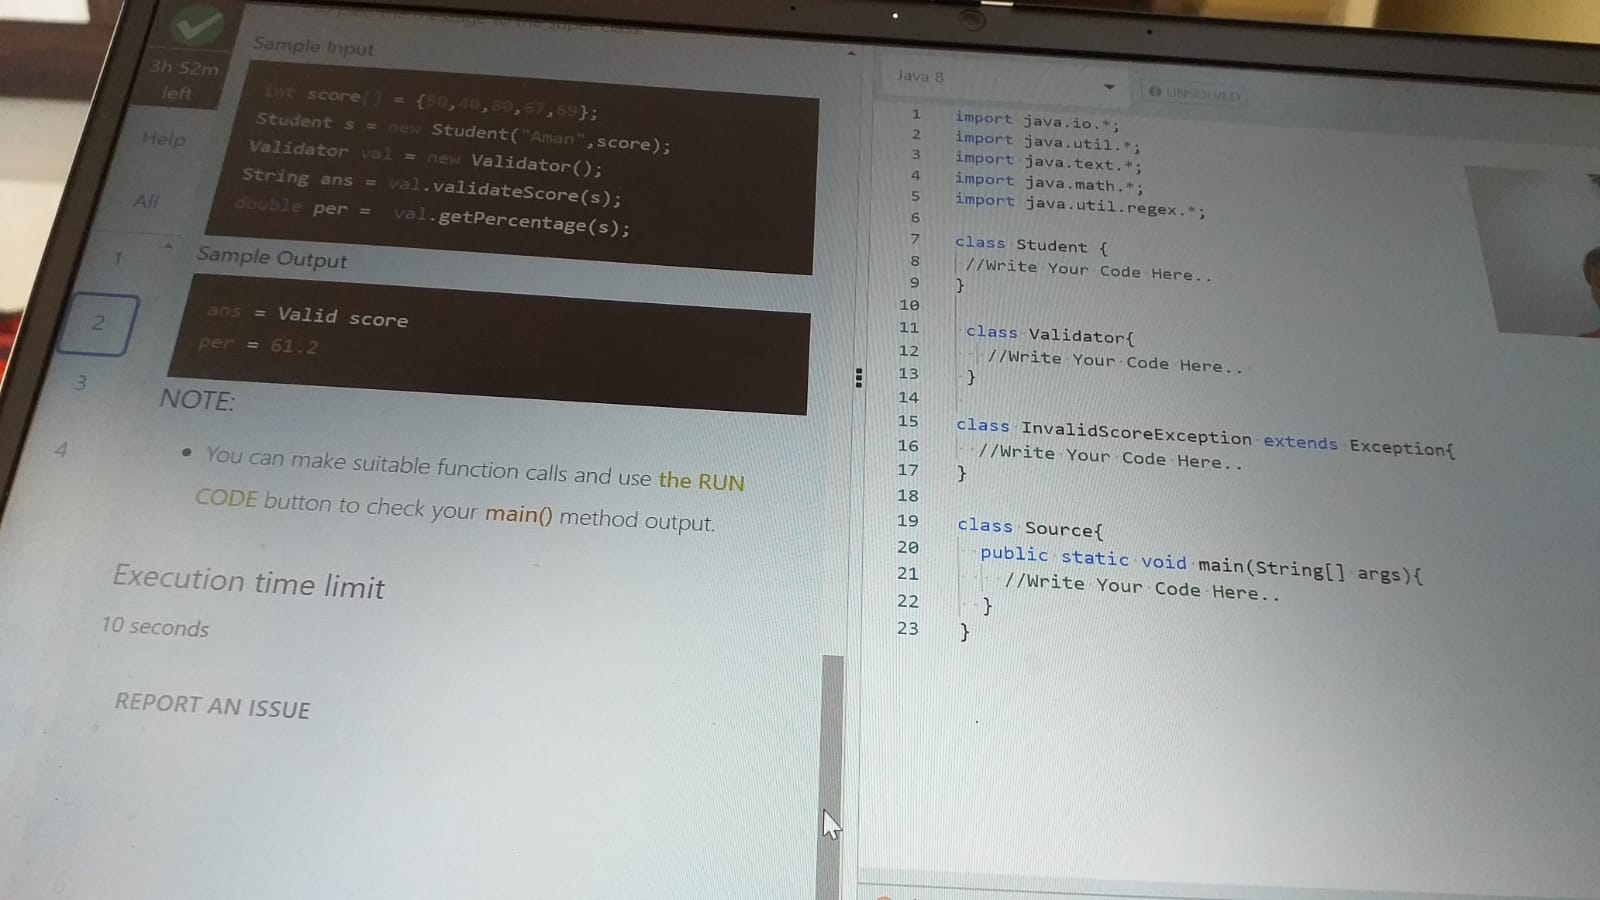 Sample Input
3h 52m
left
int score[] = {50,40,80,67,69};
Student s = new Student("Aman",score);
Validator val = new Validator();
String ans = val.validateScore(s);
double per = val.getPercentage(s);
Help
All
1
2
3
4
Sample Output
ans = Valid score
per = 61.2
NOTE:
• You can make suitable function calls and use the RUN
CODE button to check your main() method output.
Execution time limit
10 seconds
REPORT AN ISSUE
Java 8
UNSOLVED
1 import java.io.*;
2 import java.util.*;
3 import java.text.*;
4 import java.math.*;
5 import java.util.regex.*;
6
7 class Student {
8 //Write Your Code Here..
9 }
10
11 class Validator{
12 //Write Your Code Here..
13 }
14
15 class InvalidScoreException extends Exception{
16 //Write Your Code Here..
17 }
18
19 class Source{
20 public static void main(String[] args){
21 //Write Your Code Here..
22 }
23 }